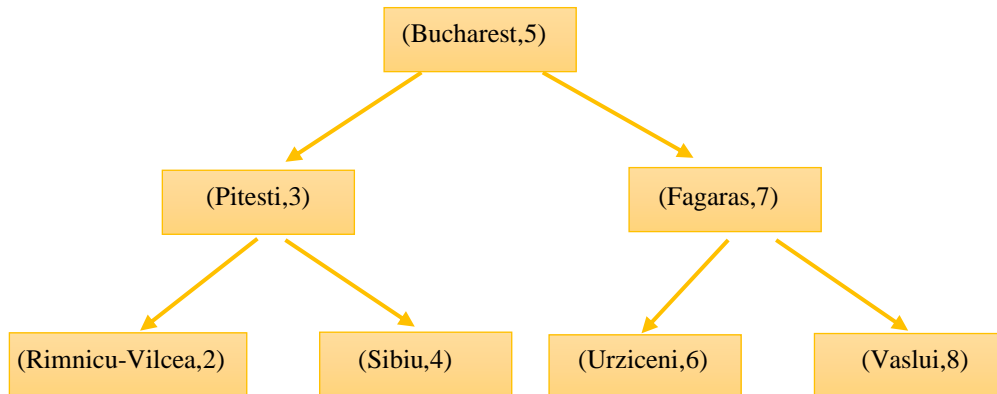 (Bucharest,5)
(Pitesti,3)
(Fagaras,7)
(Rimnicu-Vilcea,2)
(Sibiu,4)
(Urziceni,6)
(Vaslui,8)